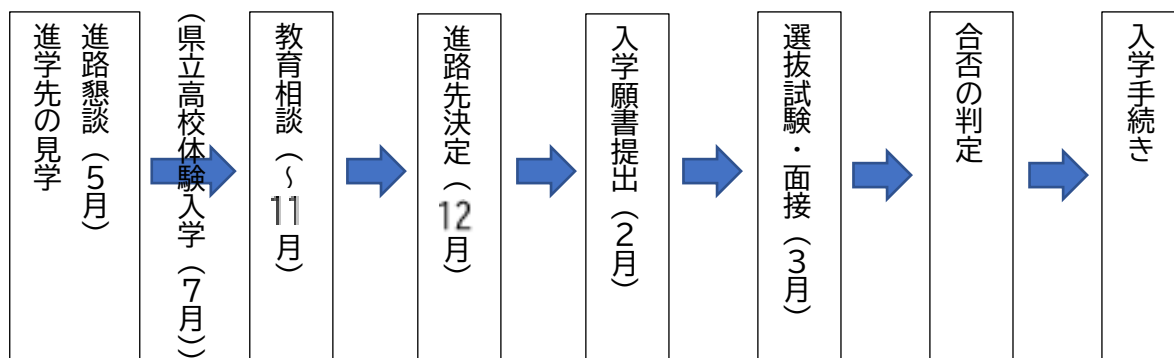 進路懇談（５月）
進学先の見学
（県立高校体験入学（７月））
教育相談（～11月）
進路先決定（12月）
入学願書提出（２月）
選抜試験・面接（３月）
合否の判定
入学手続き